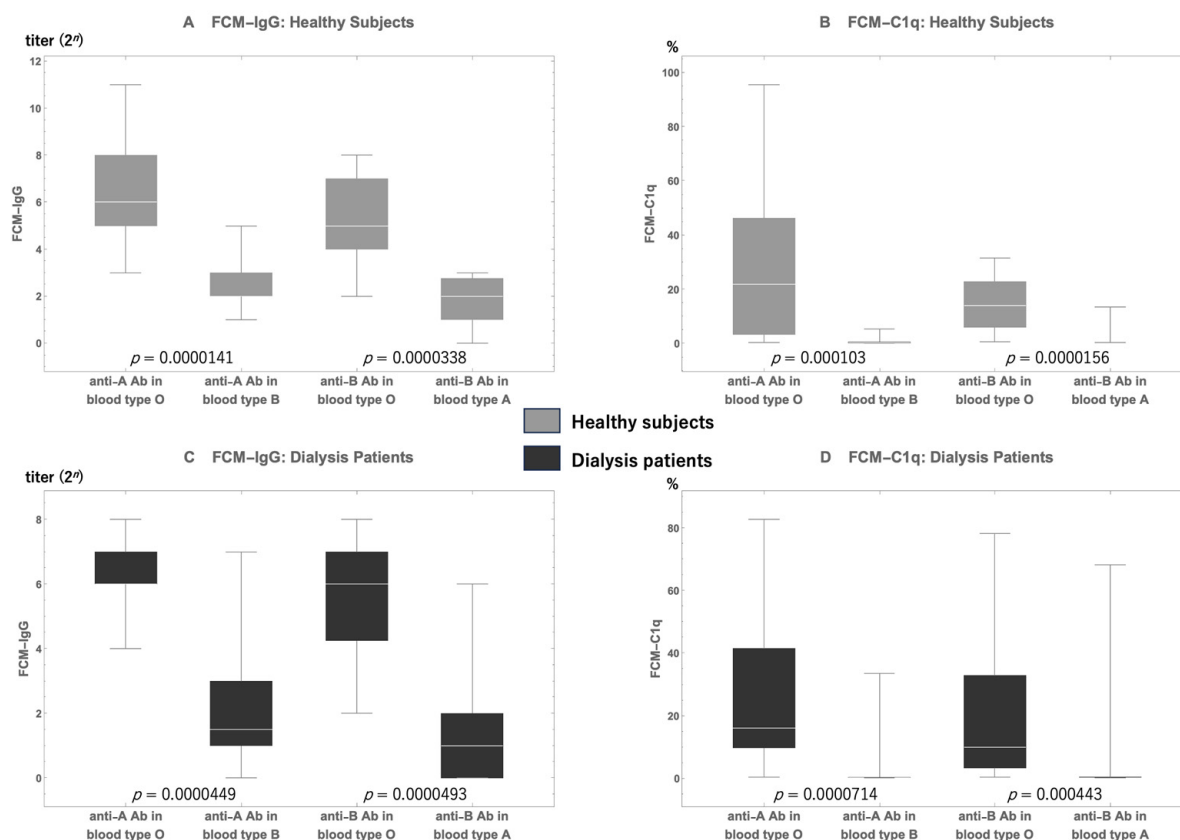 A FCM–IgG: Healthy Subjects
titer (2ⁿ)
12
10
8
6
4
2
0
FCM–IgG
p = 0.0000141
p = 0.0000338
anti–A Ab in
blood type O
anti–A Ab in
blood type B
anti–B Ab in
blood type O
anti–B Ab in
blood type A
B FCM–C1q: Healthy Subjects
%
100
80
60
40
20
0
FCM–C1q
p = 0.000103
p = 0.0000156
anti–A Ab in
blood type O
anti–A Ab in
blood type B
anti–B Ab in
blood type O
anti–B Ab in
blood type A
Healthy subjects
Dialysis patients
C FCM–IgG: Dialysis Patients
titer (2ⁿ)
8
6
4
2
0
FCM–IgG
p = 0.0000449
p = 0.0000493
anti–A Ab in
blood type O
anti–A Ab in
blood type B
anti–B Ab in
blood type O
anti–B Ab in
blood type A
D FCM–C1q: Dialysis Patients
%
80
60
40
20
0
FCM–C1q
p = 0.0000714
p = 0.000443
anti–A Ab in
blood type O
anti–A Ab in
blood type B
anti–B Ab in
blood type O
anti–B Ab in
blood type A